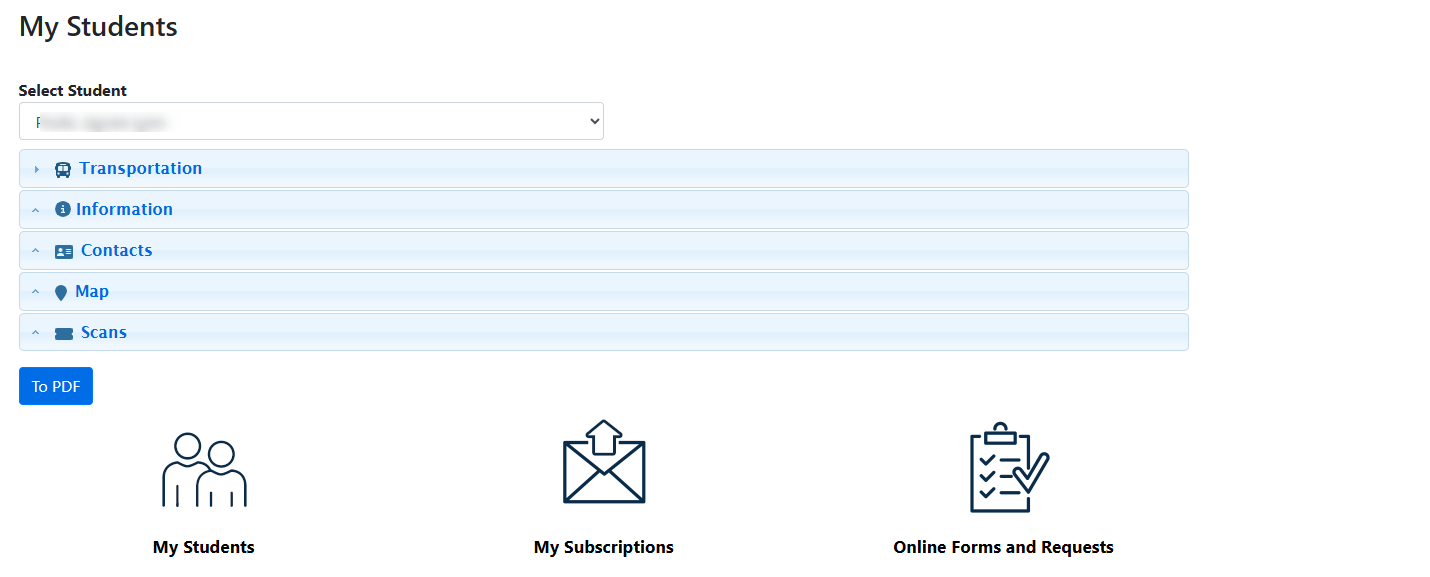 My Students
Select Student
Transportation
Information
Contacts
Map
Scans
To PDF
My Students
My Subscriptions
Online Forms and Requests